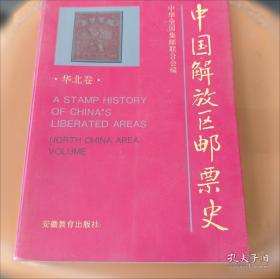 中国解放区邮票史
中华全国集邮联合会编
·华北卷·
A STAMP HISTORY
OF CHINA'S
LIBERATED AREAS
NORTH CHINA AREA
VOLUME
安徽教育出版社
孔夫子旧